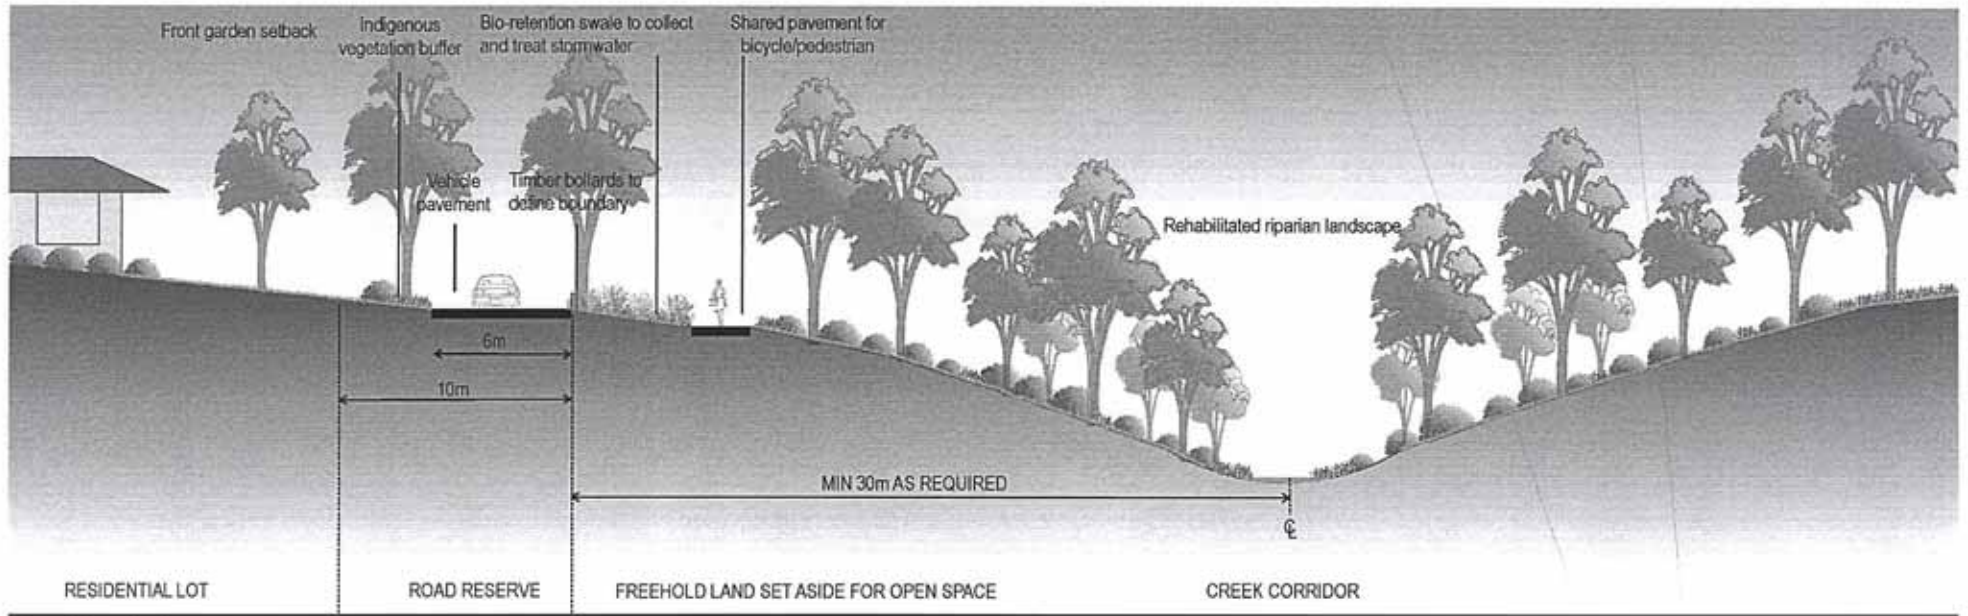 Front garden setback
Indigenous
vegetation buffer
Bio-retention swale to collect
and treat stormwater
Shared pavement for
bicycle/pedestrian
Vehicle
pavement
Timber bollards to
define boundary
Rehabilitated riparian landscape
6m
10m
MIN 30m AS REQUIRED
℄
RESIDENTIAL LOT
ROAD RESERVE
FREEHOLD LAND SET ASIDE FOR OPEN SPACE
CREEK CORRIDOR